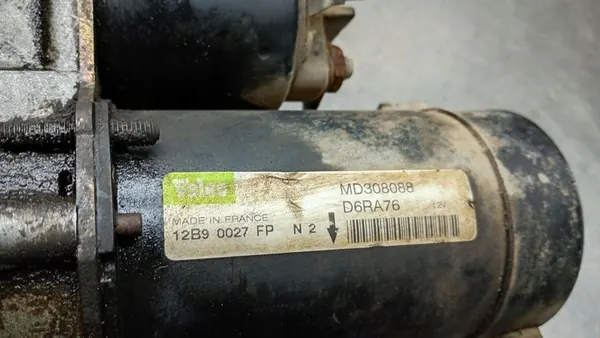 Valeo
MD308088
D6RA76 12V
MADE IN FRANCE
12B9 0027 FP N 2